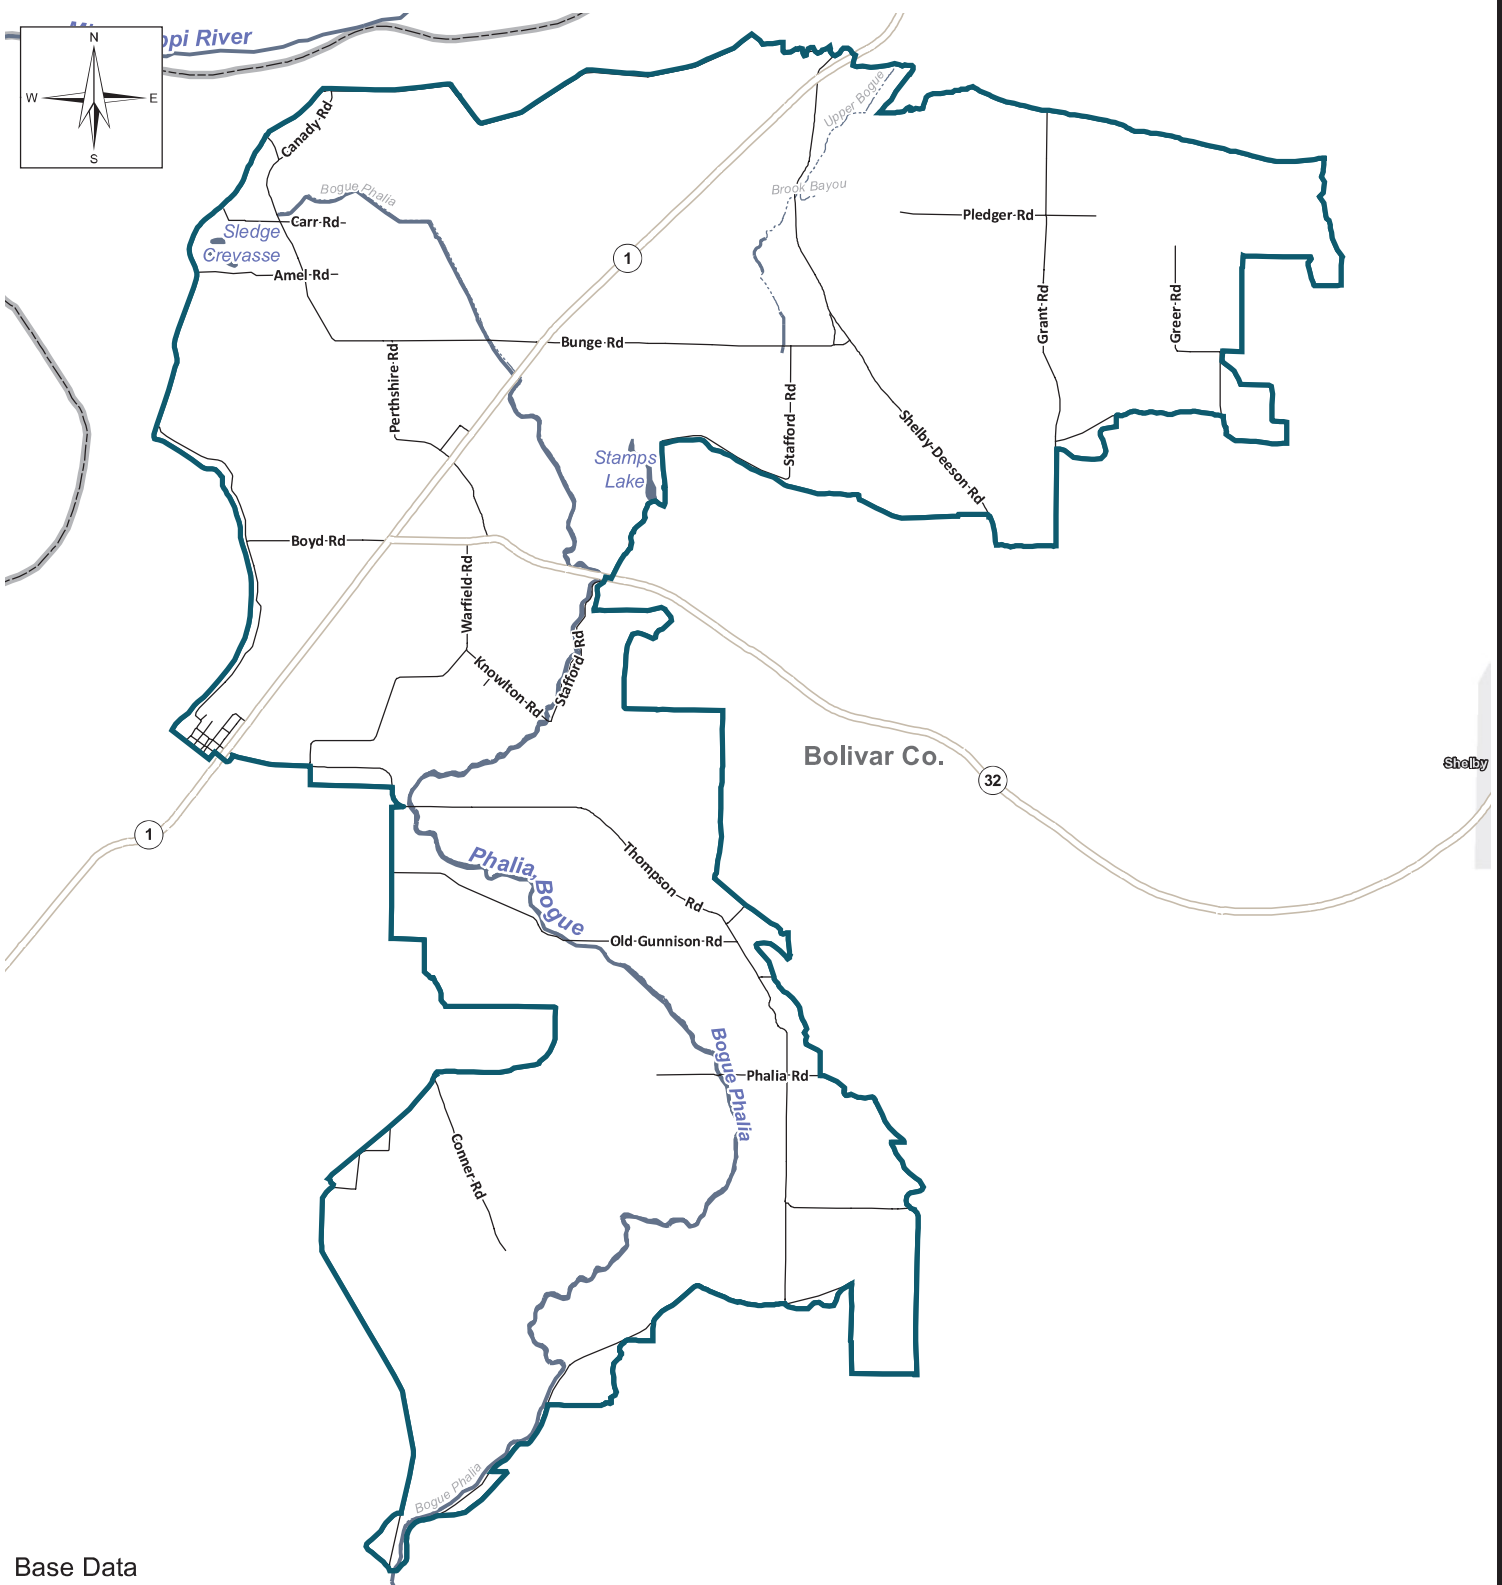 ppi River
N
W E
S
Canady Rd
Upper Bogue
Bogue Phalia
Brook Bayou
Carr Rd
Pledger Rd
Sledge
Crevasse
1
Amel Rd
Grant Rd
Greer Rd
Bunge Rd
Perthshire Rd
Stafford Rd
Shelby-Deeson Rd
Stamps
Lake
Boyd Rd
Warfield Rd
Knowlton Rd
Stafford Rd
Bolivar Co.
Shelby
32
1
Thompson Rd
Phalia, Bogue
Old Gunnison Rd
Bogue Phalia
Phalia Rd
Conner Rd
Bogue Phalia
Base Data